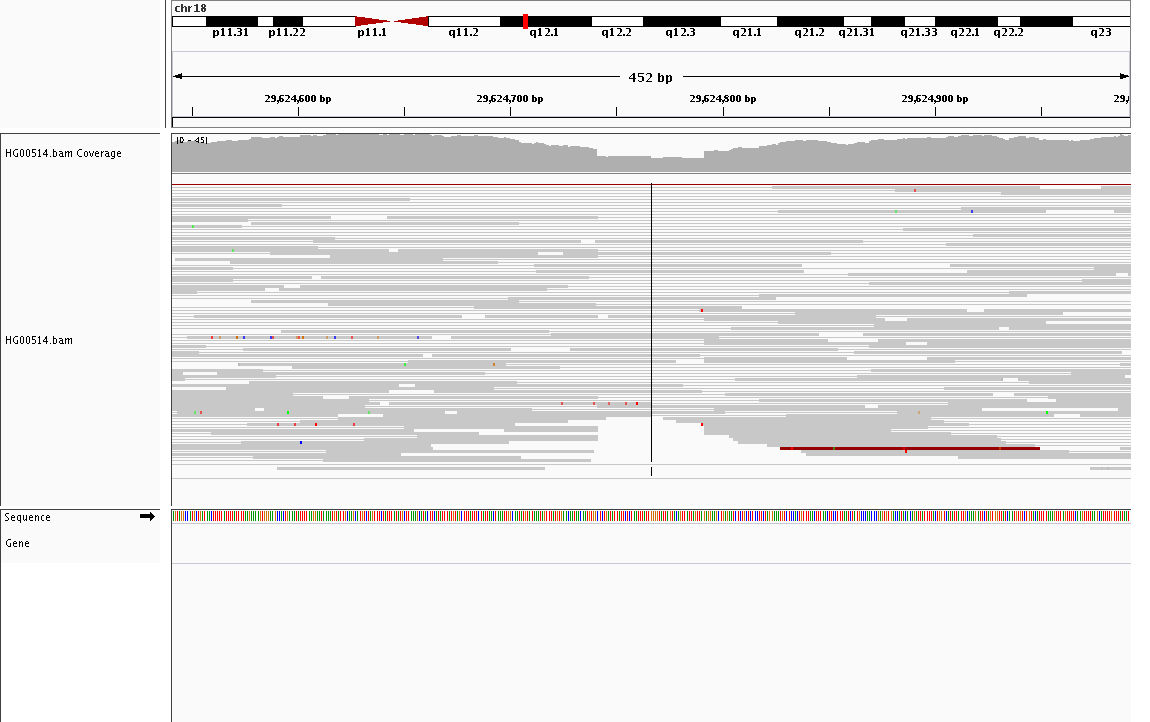 chr18
p11.31 p11.22 p11.1 q11.2 q12.1 q12.2 q12.3 q21.1 q21.2 q21.31 q21.33 q22.1 q22.2 q23
452 bp
29,624,600 bp 29,624,700 bp 29,624,800 bp 29,624,900 bp
HG00514.bam Coverage
[0 - 45]
HG00514.bam
Sequence
Gene